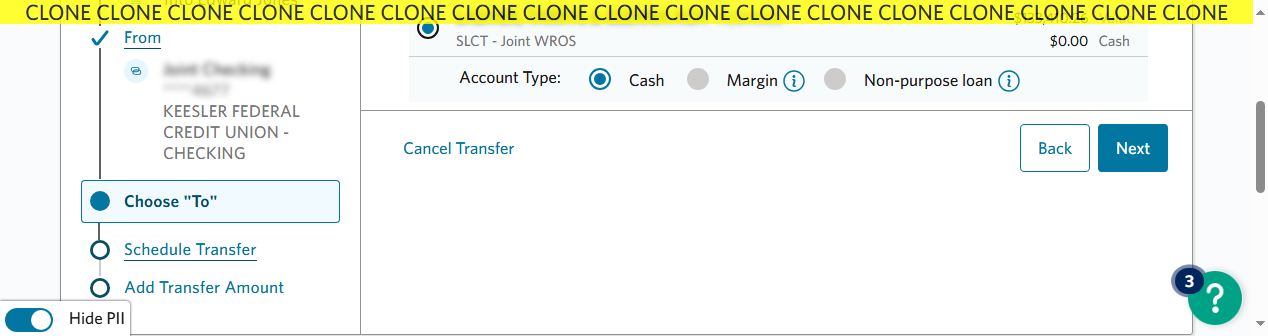 CLONE CLONE CLONE CLONE CLONE CLONE CLONE CLONE CLONE CLONE CLONE CLONE CLONE CLONE CLONE CLONE CLONE
From
KEESLER FEDERAL
CREDIT UNION -
CHECKING
Choose "To"
Schedule Transfer
Add Transfer Amount
Hide PII
SLCT - Joint WROS
$0.00 Cash
Account Type: Cash Margin i Non-purpose loan i
Cancel Transfer
Back Next
3
?